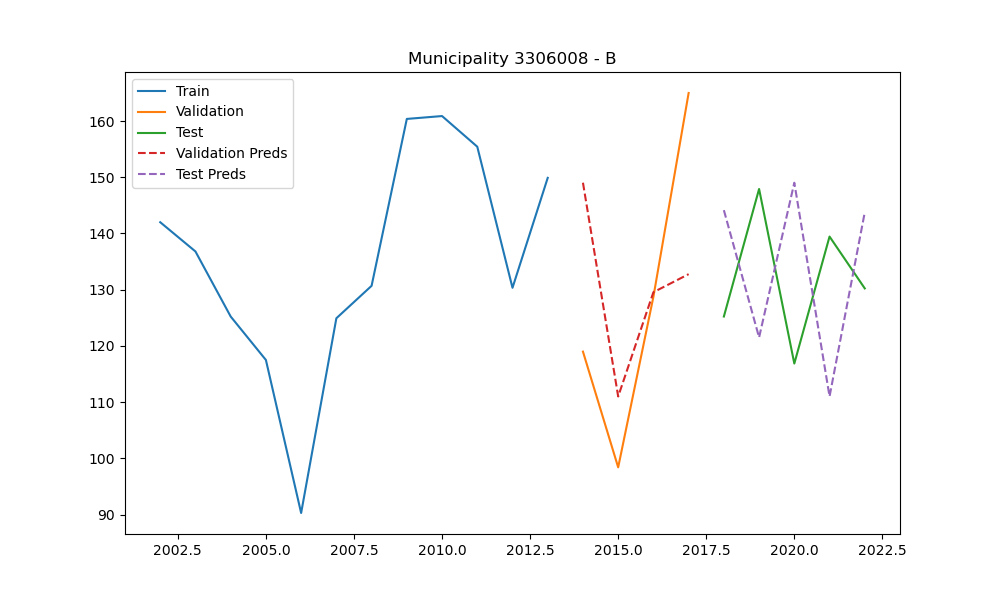 Municipality 3306008 - B
Train
Validation
Test
Validation Preds
Test Preds
160
150
140
130
120
110
100
90
2002.5 2005.0 2007.5 2010.0 2012.5 2015.0 2017.5 2020.0 2022.5